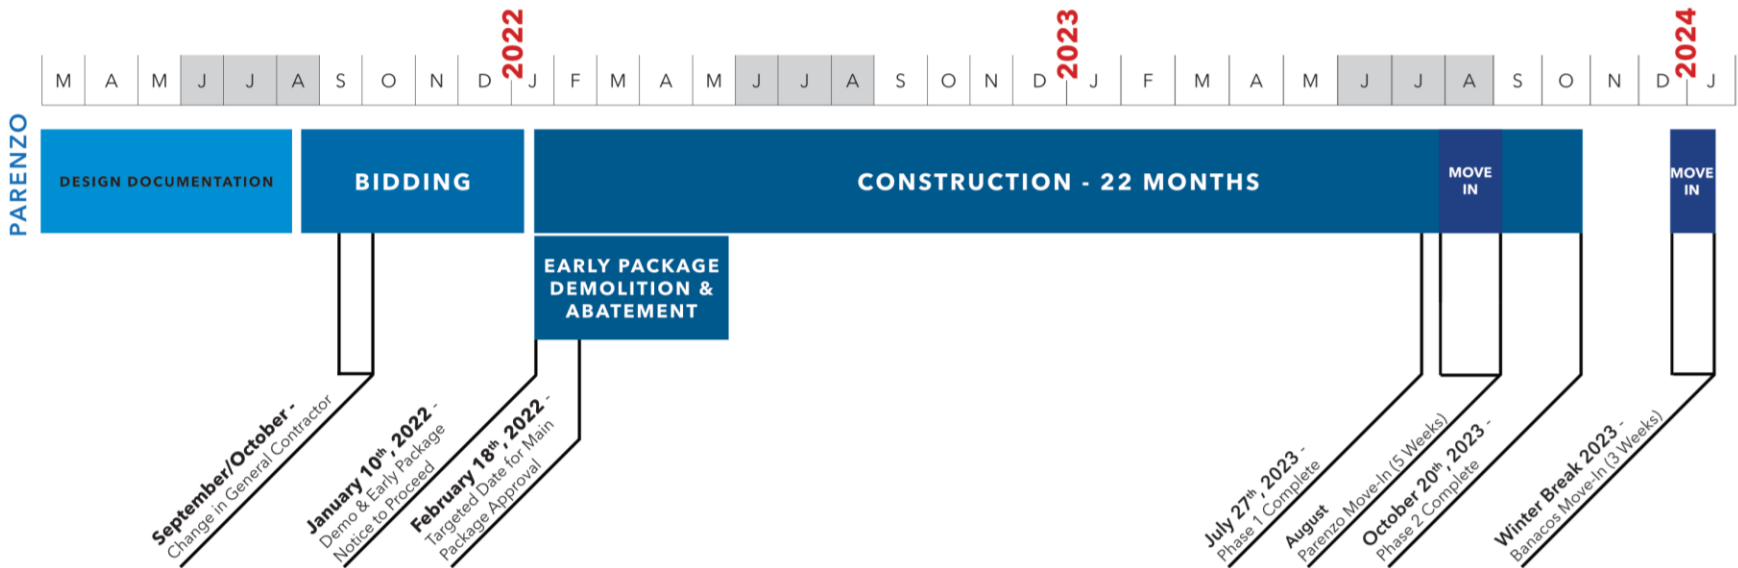 2022
2023
2024
M A M J J A S O N D J F M A M J J A S O N D J F M A M J J A S O N D J
PARENZO
DESIGN DOCUMENTATION
BIDDING
CONSTRUCTION - 22 MONTHS
MOVE
IN
MOVE
IN
EARLY PACKAGE
DEMOLITION &
ABATEMENT
September/October -
Change in General Contractor
January 10th, 2022 -
Demo & Early Package
Notice to Proceed
February 18th, 2022 -
Targeted Date for Main
Package Approval
July 27th, 2023 -
Phase 1 Complete
August
Parenzo Move-In (5 Weeks)
October 20th, 2023 -
Phase 2 Complete
Winter Break 2023 -
Banacos Move-In (3 Weeks)